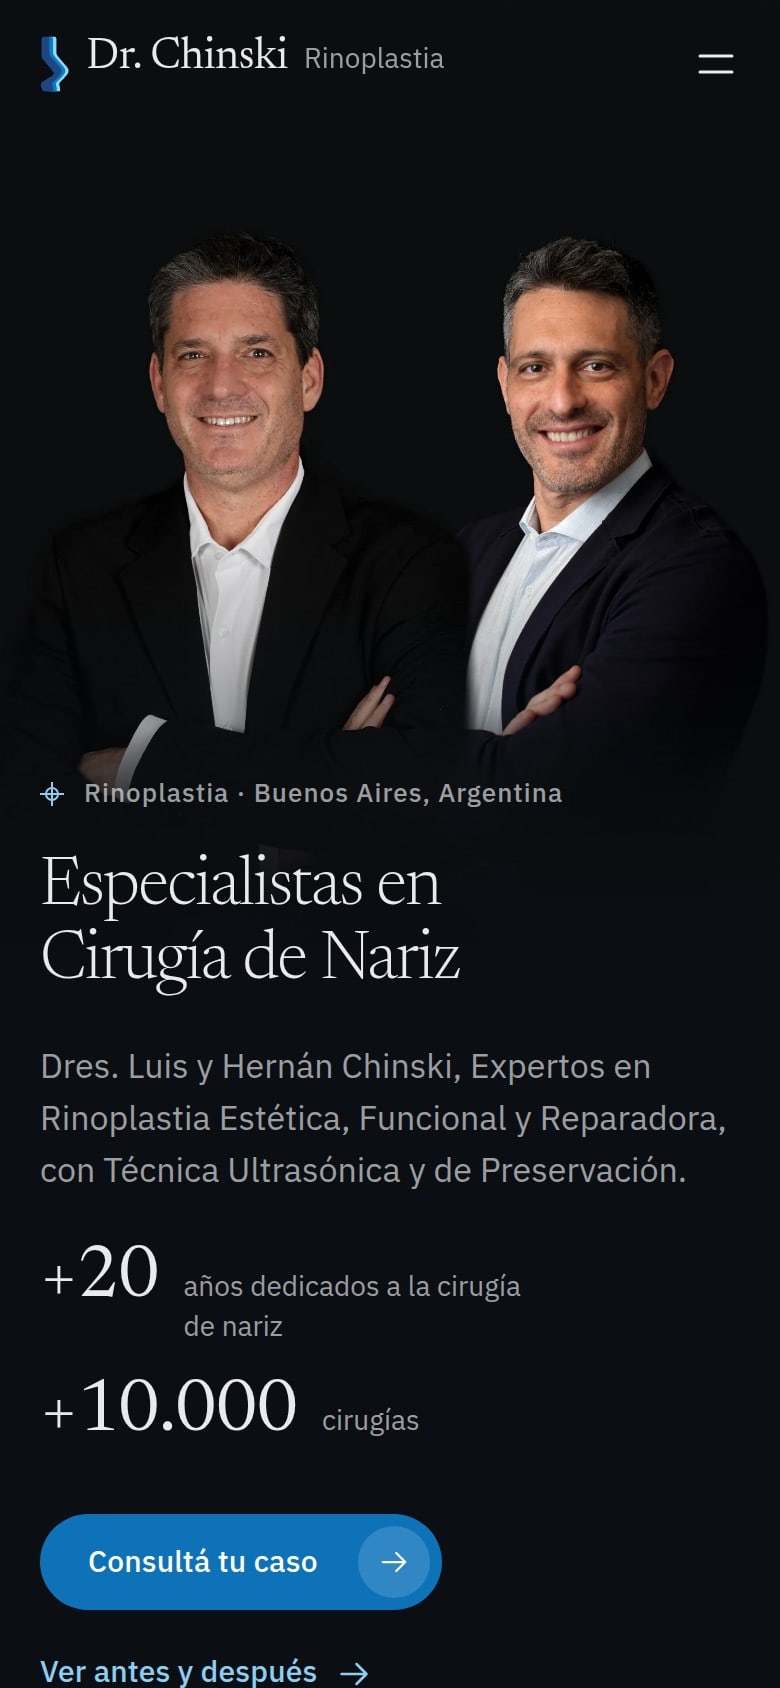 Dr. Chinski Rinoplastia
Rinoplastia · Buenos Aires, Argentina
Especialistas en
Cirugía de Nariz
Dres. Luis y Hernán Chinski, Expertos en
Rinoplastia Estética, Funcional y Reparadora,
con Técnica Ultrasónica y de Preservación.
+20 años dedicados a la cirugía
de nariz
+10.000 cirugías
Consultá tu caso →
Ver antes y después →